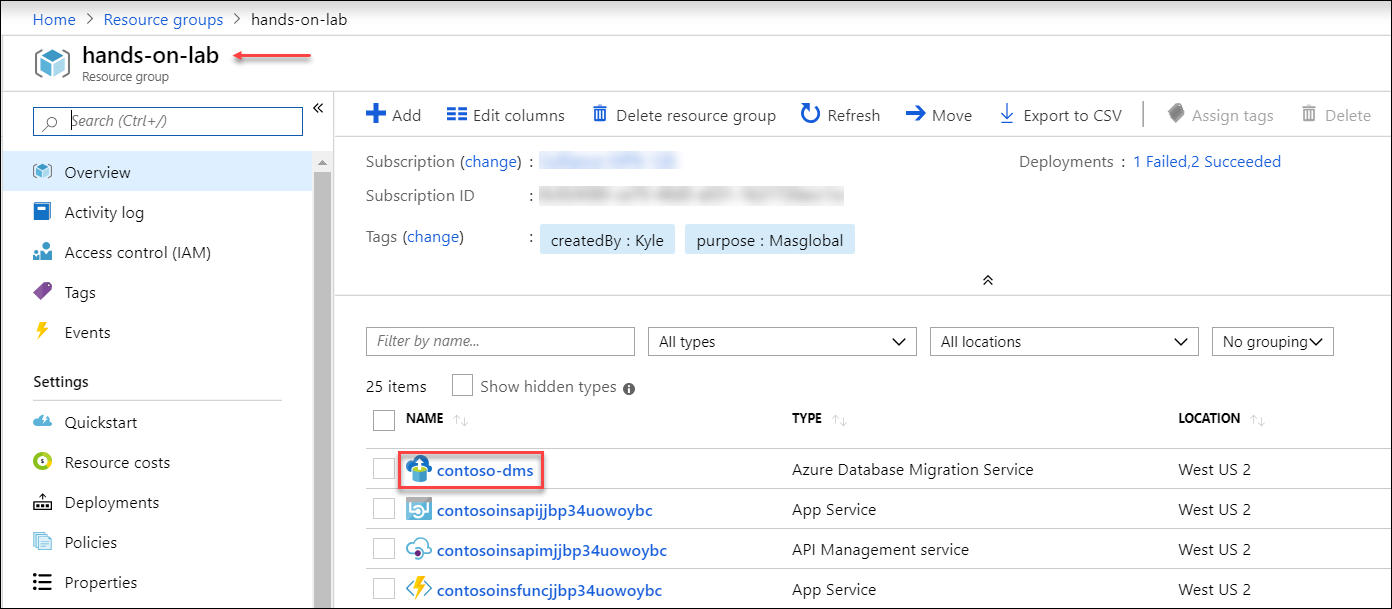 Home > Resource groups > hands-on-lab
hands-on-lab
Resource group
Search (Ctrl+/)
Overview
Activity log
Access control (IAM)
Tags
Events
Settings
Quickstart
Resource costs
Deployments
Policies
Properties
Add Edit columns Delete resource group Refresh Move Export to CSV Assign tags Delete
Subscription (change) : Deployments : 1 Failed,2 Succeeded
Subscription ID :
Tags (change) : createdBy : Kyle purpose : Masglobal
Filter by name... All types All locations No grouping
25 items Show hidden types
NAME TYPE LOCATION
contoso-dms Azure Database Migration Service West US 2
contosoinsapijjbp34uowoybc App Service West US 2
contosoinsapimjjbp34uowoybc API Management service West US 2
contosoinsfuncjjbp34uowoybc App Service West US 2